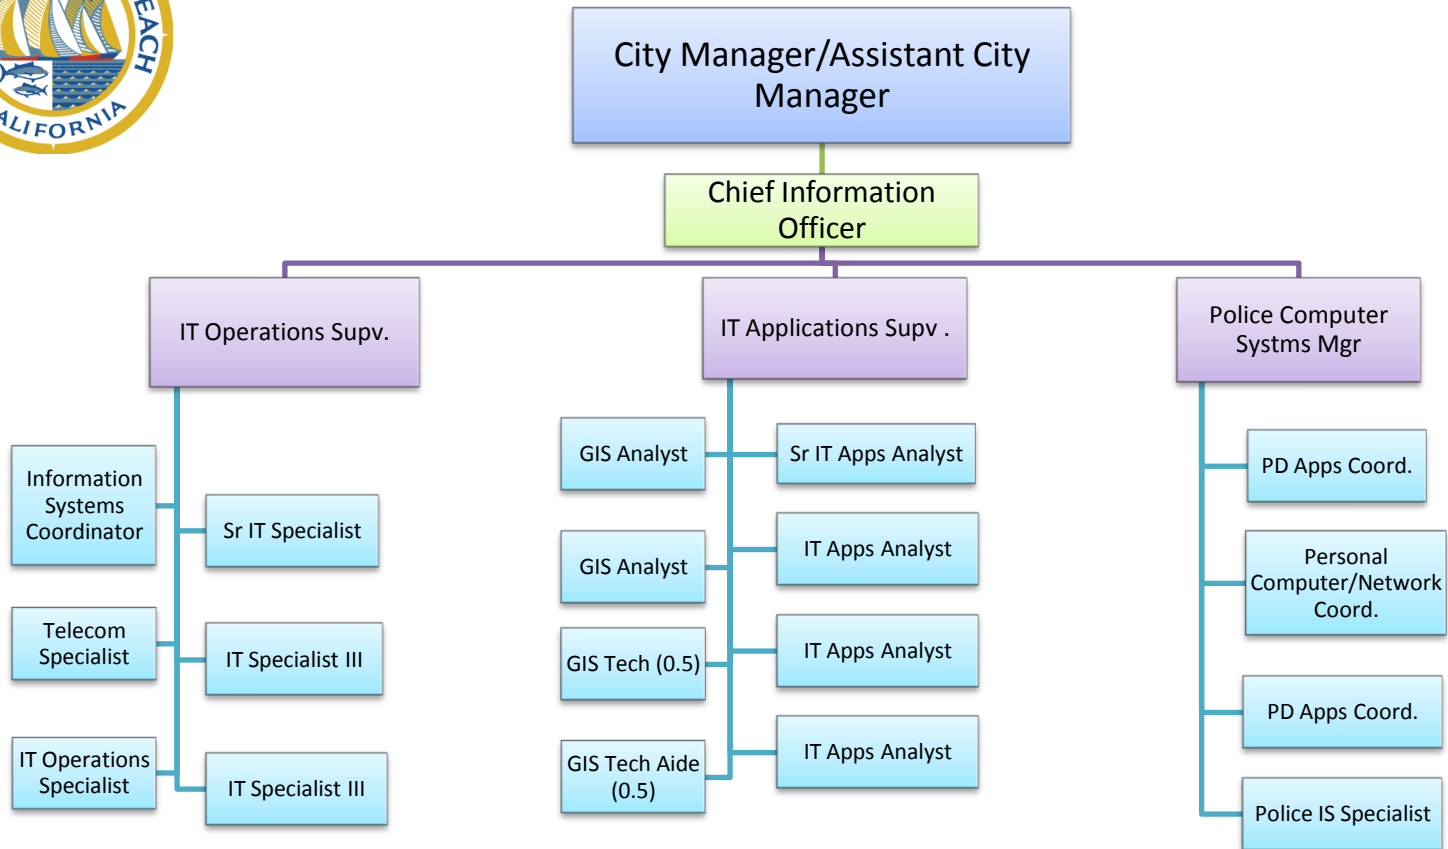 EACH
ALIFORNIA
City Manager/Assistant City
Manager
Chief Information
Officer
IT Operations Supv.
IT Applications Supv .
Police Computer
Systms Mgr
Information
Systems
Coordinator
Sr IT Specialist
Telecom
Specialist
IT Specialist III
IT Operations
Specialist
IT Specialist III
GIS Analyst
Sr IT Apps Analyst
GIS Analyst
IT Apps Analyst
GIS Tech (0.5)
IT Apps Analyst
GIS Tech Aide
(0.5)
IT Apps Analyst
PD Apps Coord.
Personal
Computer/Network
Coord.
PD Apps Coord.
Police IS Specialist